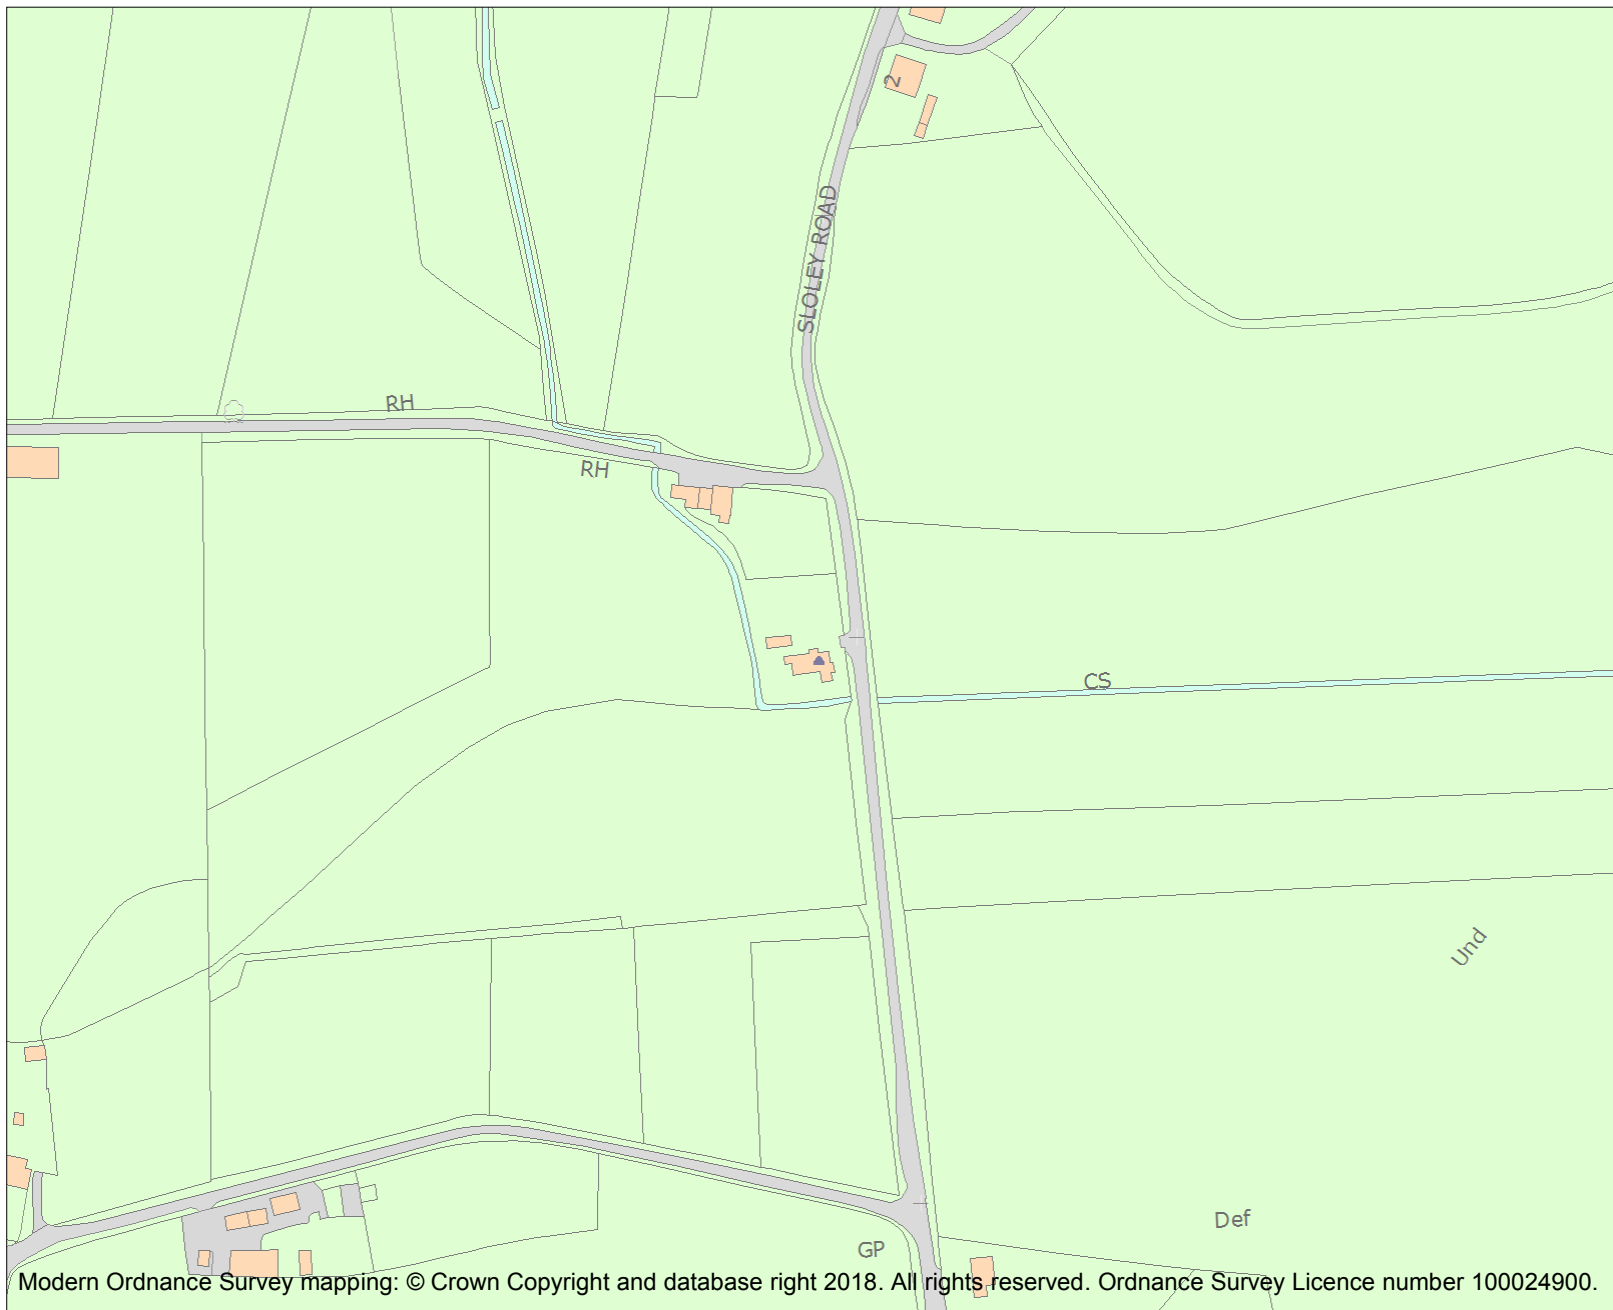 2
SLOLEY ROAD
RH
RH
CS
Und
Def
GP
Modern Ordnance Survey mapping: © Crown Copyright and database right 2018. All rights reserved. Ordnance Survey Licence number 100024900.